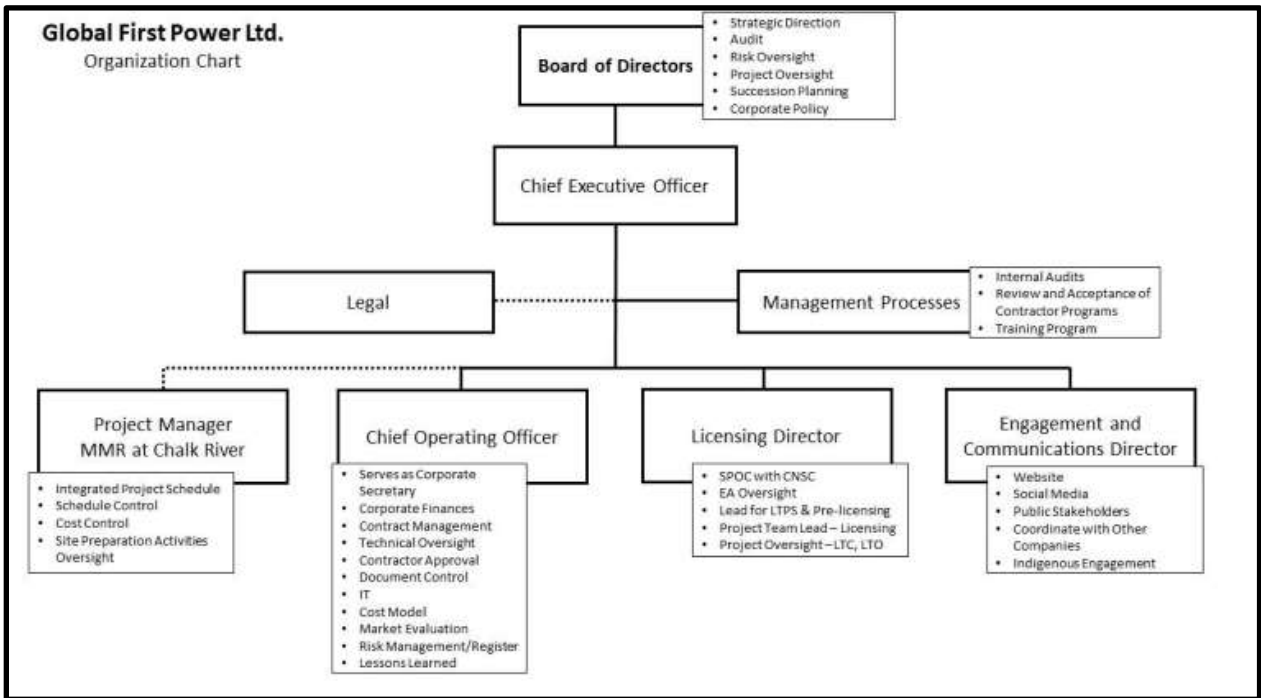 Global First Power Ltd.
Organization Chart
Board of Directors
• Strategic Direction
• Audit
• Risk Oversight
• Project Oversight
• Succession Planning
• Corporate Policy
Chief Executive Officer
Legal
Management Processes
• Internal Audits
• Review and Acceptance of
Contractor Programs
• Training Program
Project Manager
MMR at Chalk River
• Integrated Project Schedule
• Schedule Control
• Cost Control
• Site Preparation Activities
Oversight
Chief Operating Officer
• Serves as Corporate
Secretary
• Corporate Finances
• Contract Management
• Technical Oversight
• Contractor Approval
• Document Control
• IT
• Cost Model
• Market Evaluation
• Risk Management/Register
• Lessons Learned
Licensing Director
• SPOC with CNSC
• EA Oversight
• Lead for LTPS & Pre-licensing
• Project Team Lead – Licensing
• Project Oversight – LTC, LTO
Engagement and
Communications Director
• Website
• Social Media
• Public Stakeholders
• Coordinate with Other
Companies
• Indigenous Engagement